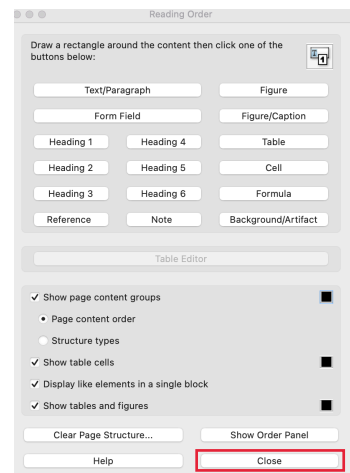 Reading Order
Draw a rectangle around the content then click one of the
buttons below:
Text/Paragraph
Figure
Form Field
Figure/Caption
Heading 1
Heading 4
Table
Heading 2
Heading 5
Cell
Heading 3
Heading 6
Formula
Reference
Note
Background/Artifact
Table Editor
Show page content groups
Page content order
Structure types
Show table cells
Display like elements in a single block
Show tables and figures
Clear Page Structure...
Show Order Panel
Help
Close